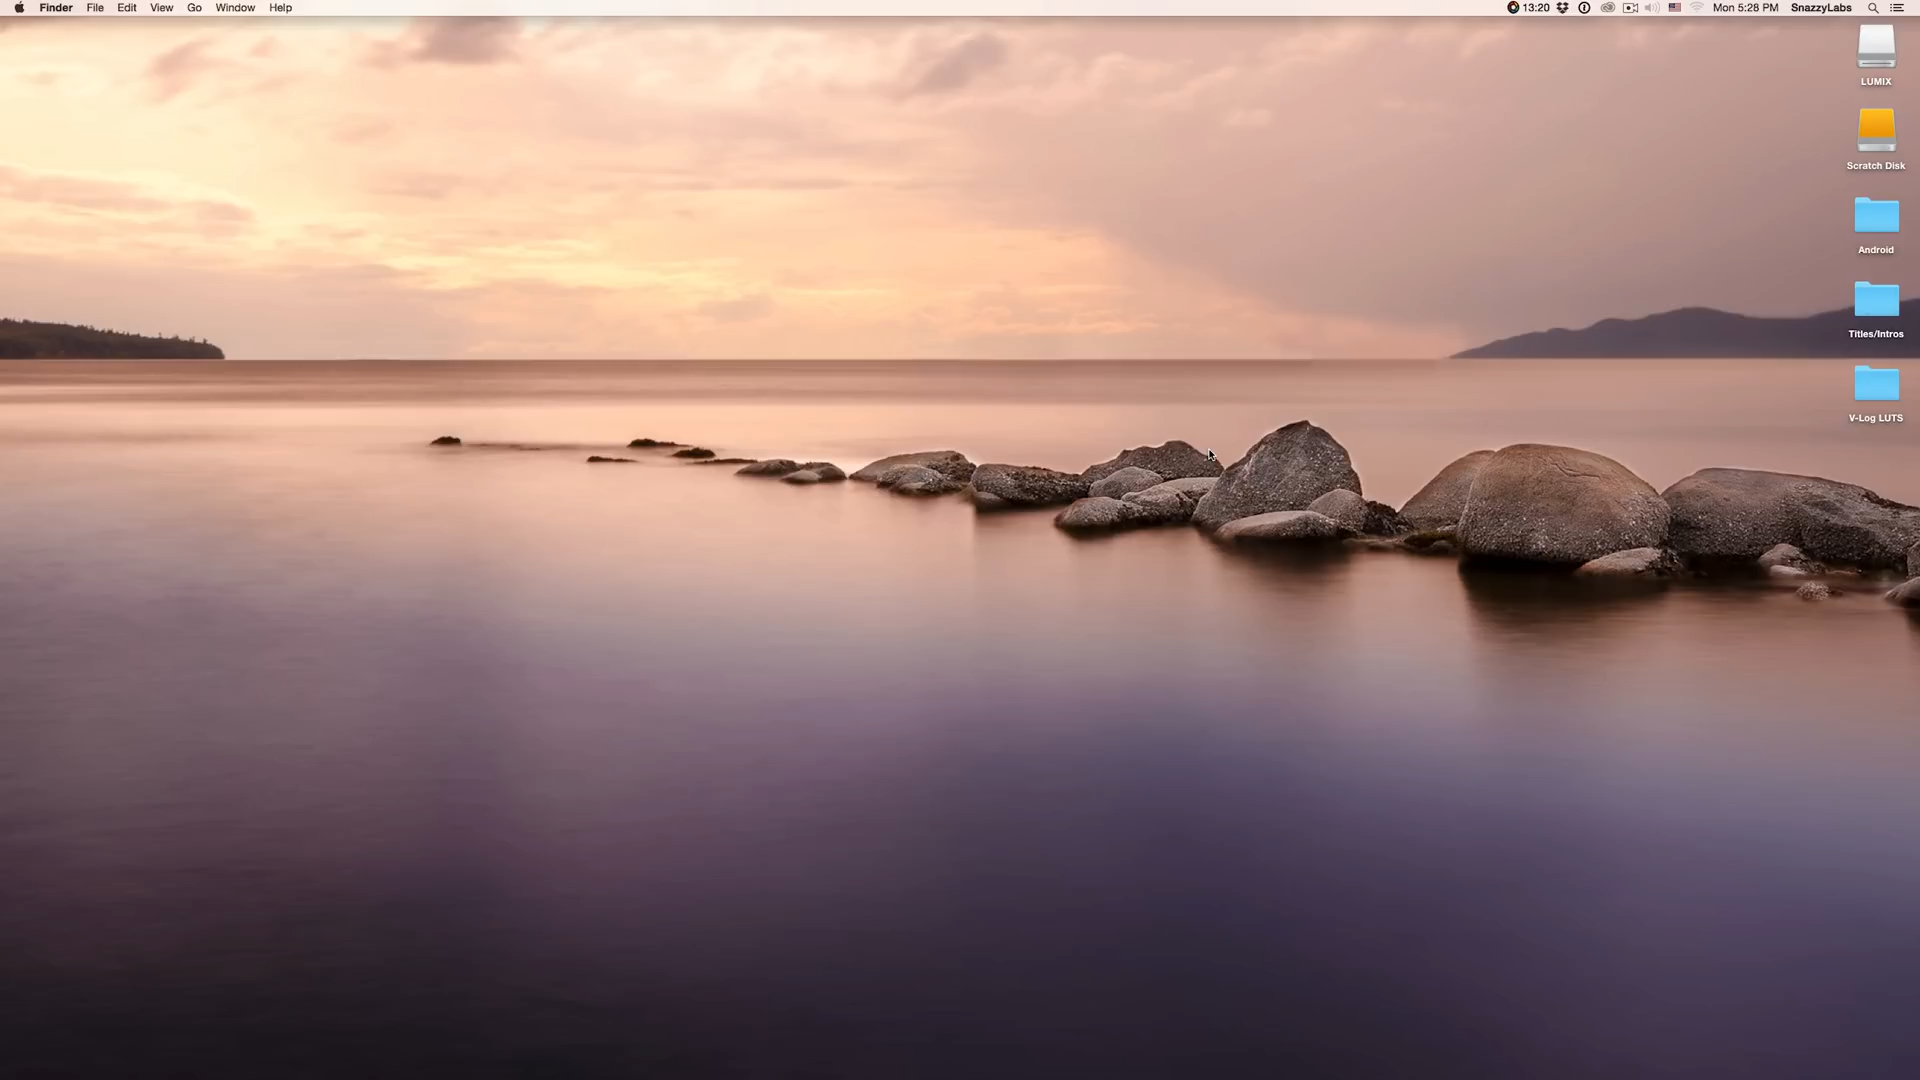 Finder File Edit View Go Window Help 13:20 Mon 5:28 PM SnazzyLabs
LUMIX
Scratch Disk
Android
Titles/Intros
V-Log LUTS